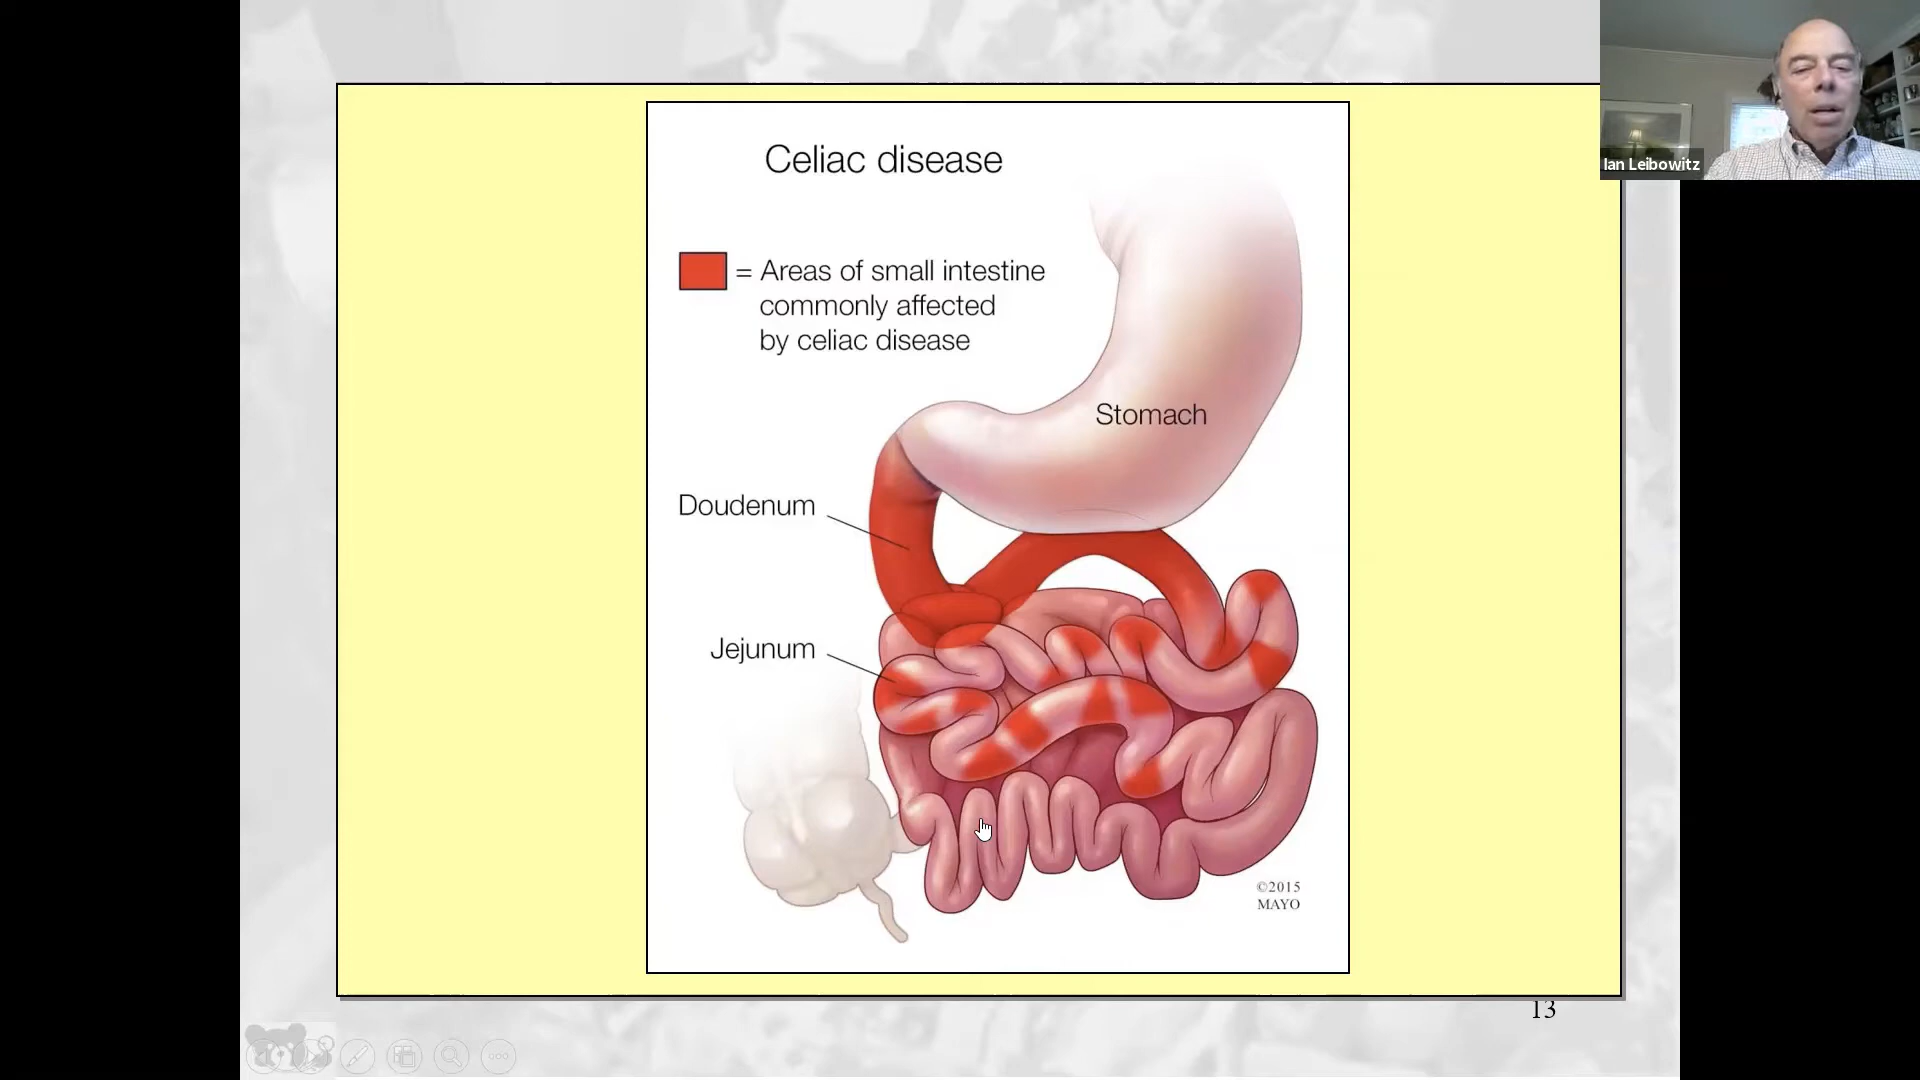 Celiac disease
= Areas of small intestine
commonly affected
by celiac disease
Stomach
Doudenum
Jejunum
©2015
MAYO
13
Ian Leibowitz